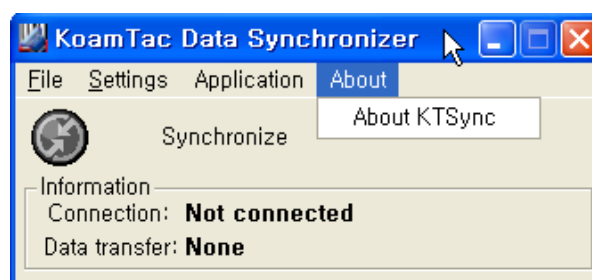 KoamTac Data Synchronizer
File Settings Application About
About KTSync
Synchronize
Information
Connection: Not connected
Data transfer: None